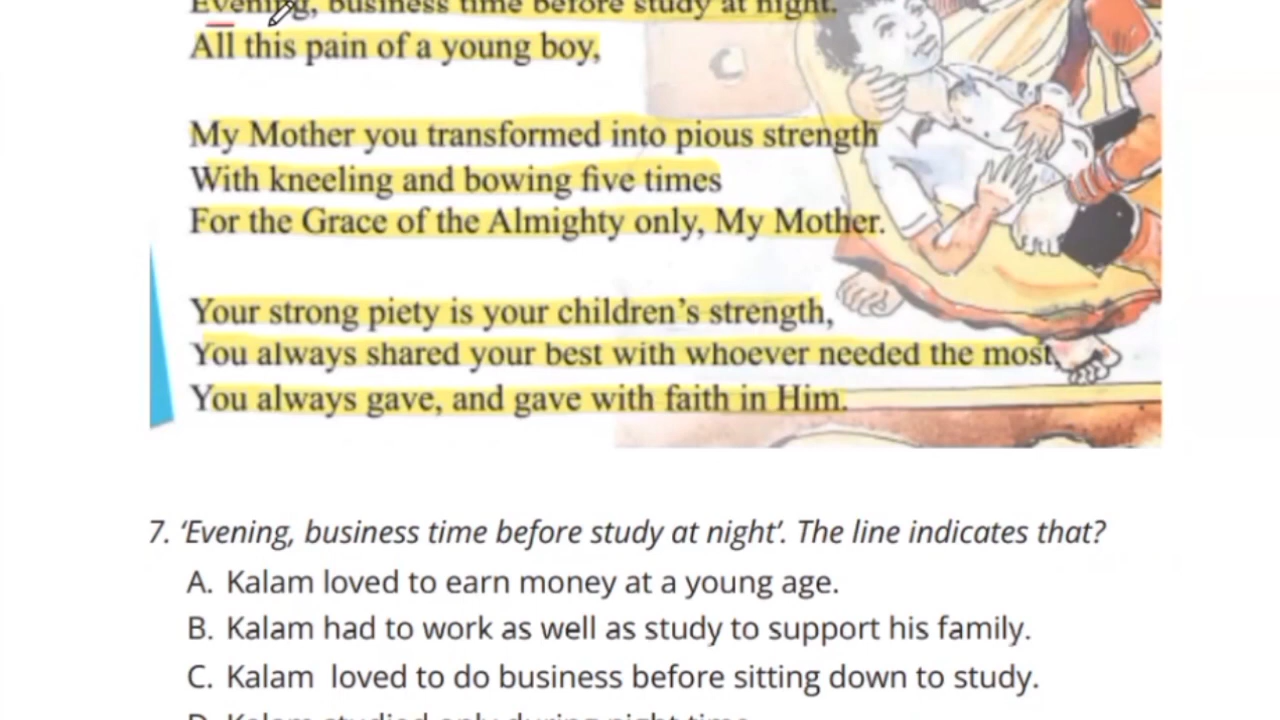 Evening, business time before study at night.
All this pain of a young boy,
My Mother you transformed into pious strength
With kneeling and bowing five times
For the Grace of the Almighty only, My Mother.
Your strong piety is your children's strength,
You always shared your best with whoever needed the most,
You always gave, and gave with faith in Him.
7. ‘Evening, business time before study at night’. The line indicates that?
A. Kalam loved to earn money at a young age.
B. Kalam had to work as well as study to support his family.
C. Kalam loved to do business before sitting down to study.
D. Kalam studied only during night time.